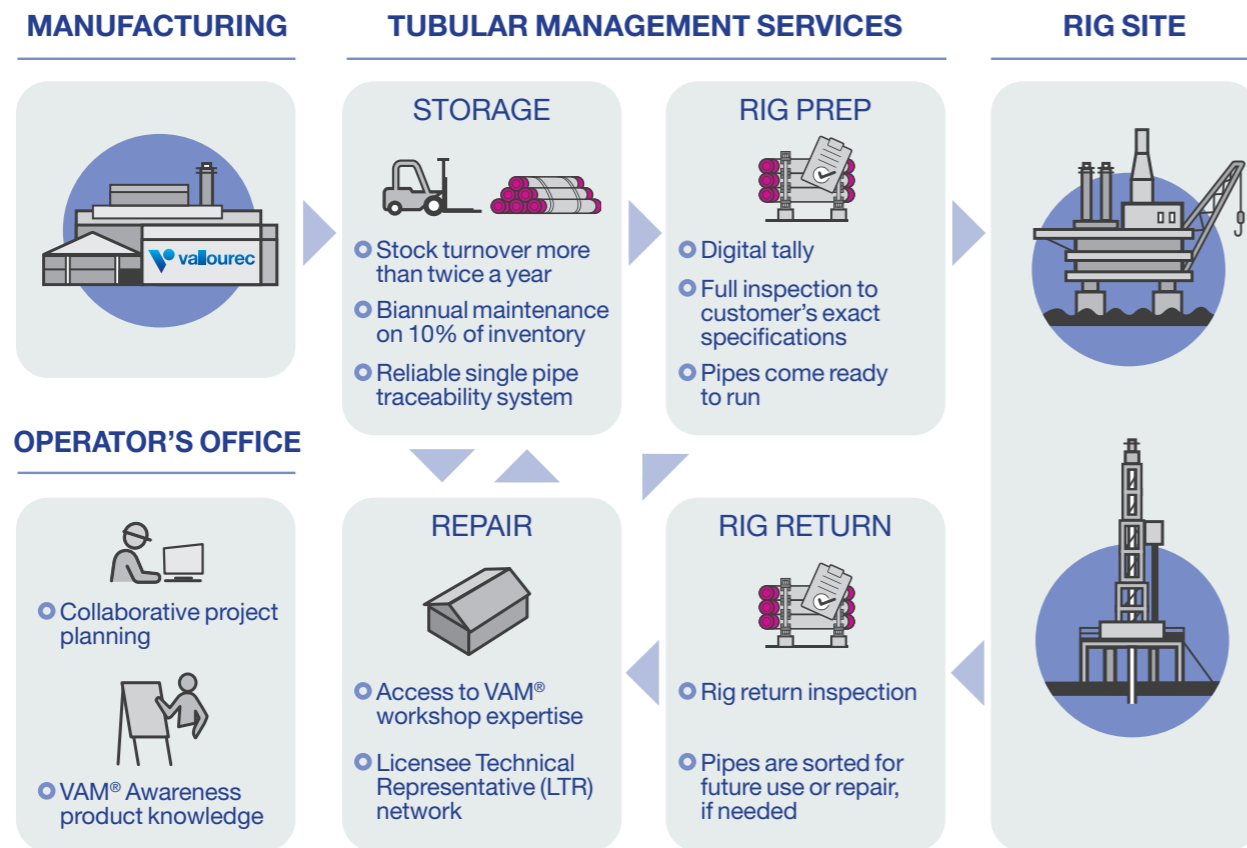 MANUFACTURING
TUBULAR MANAGEMENT SERVICES
RIG SITE
vallourec
STORAGE
Stock turnover more
than twice a year
Biannual maintenance
on 10% of inventory
Reliable single pipe
traceability system
RIG PREP
Digital tally
Full inspection to
customer’s exact
specifications
Pipes come ready
to run
OPERATOR’S OFFICE
Collaborative project
planning
VAM® Awareness
product knowledge
REPAIR
Access to VAM®
workshop expertise
Licensee Technical
Representative (LTR)
network
RIG RETURN
Rig return inspection
Pipes are sorted for
future use or repair,
if needed